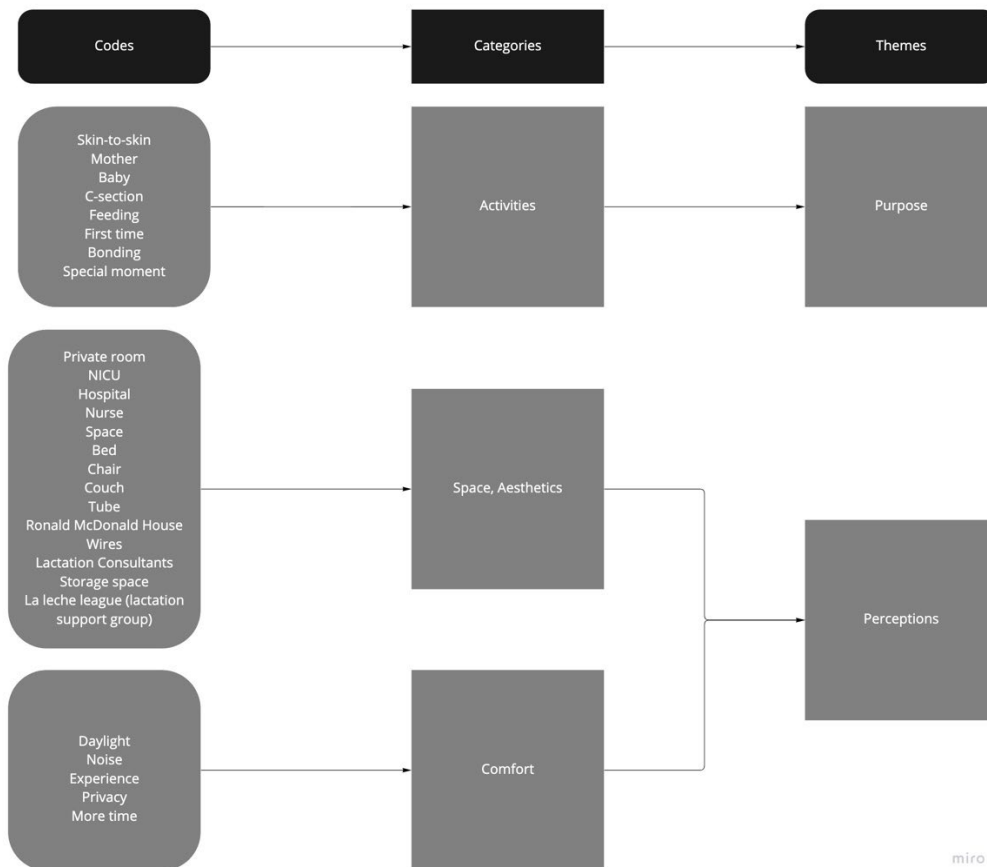 Codes
Categories
Themes
Skin-to-skin
Mother
Baby
C-section
Feeding
First time
Bonding
Special moment
Activities
Purpose
Private room
NICU
Hospital
Nurse
Space
Bed
Chair
Couch
Tube
Ronald McDonald House
Wires
Lactation Consultants
Storage space
La leche league (lactation
support group)
Space, Aesthetics
Perceptions
Daylight
Noise
Experience
Privacy
More time
Comfort
miro